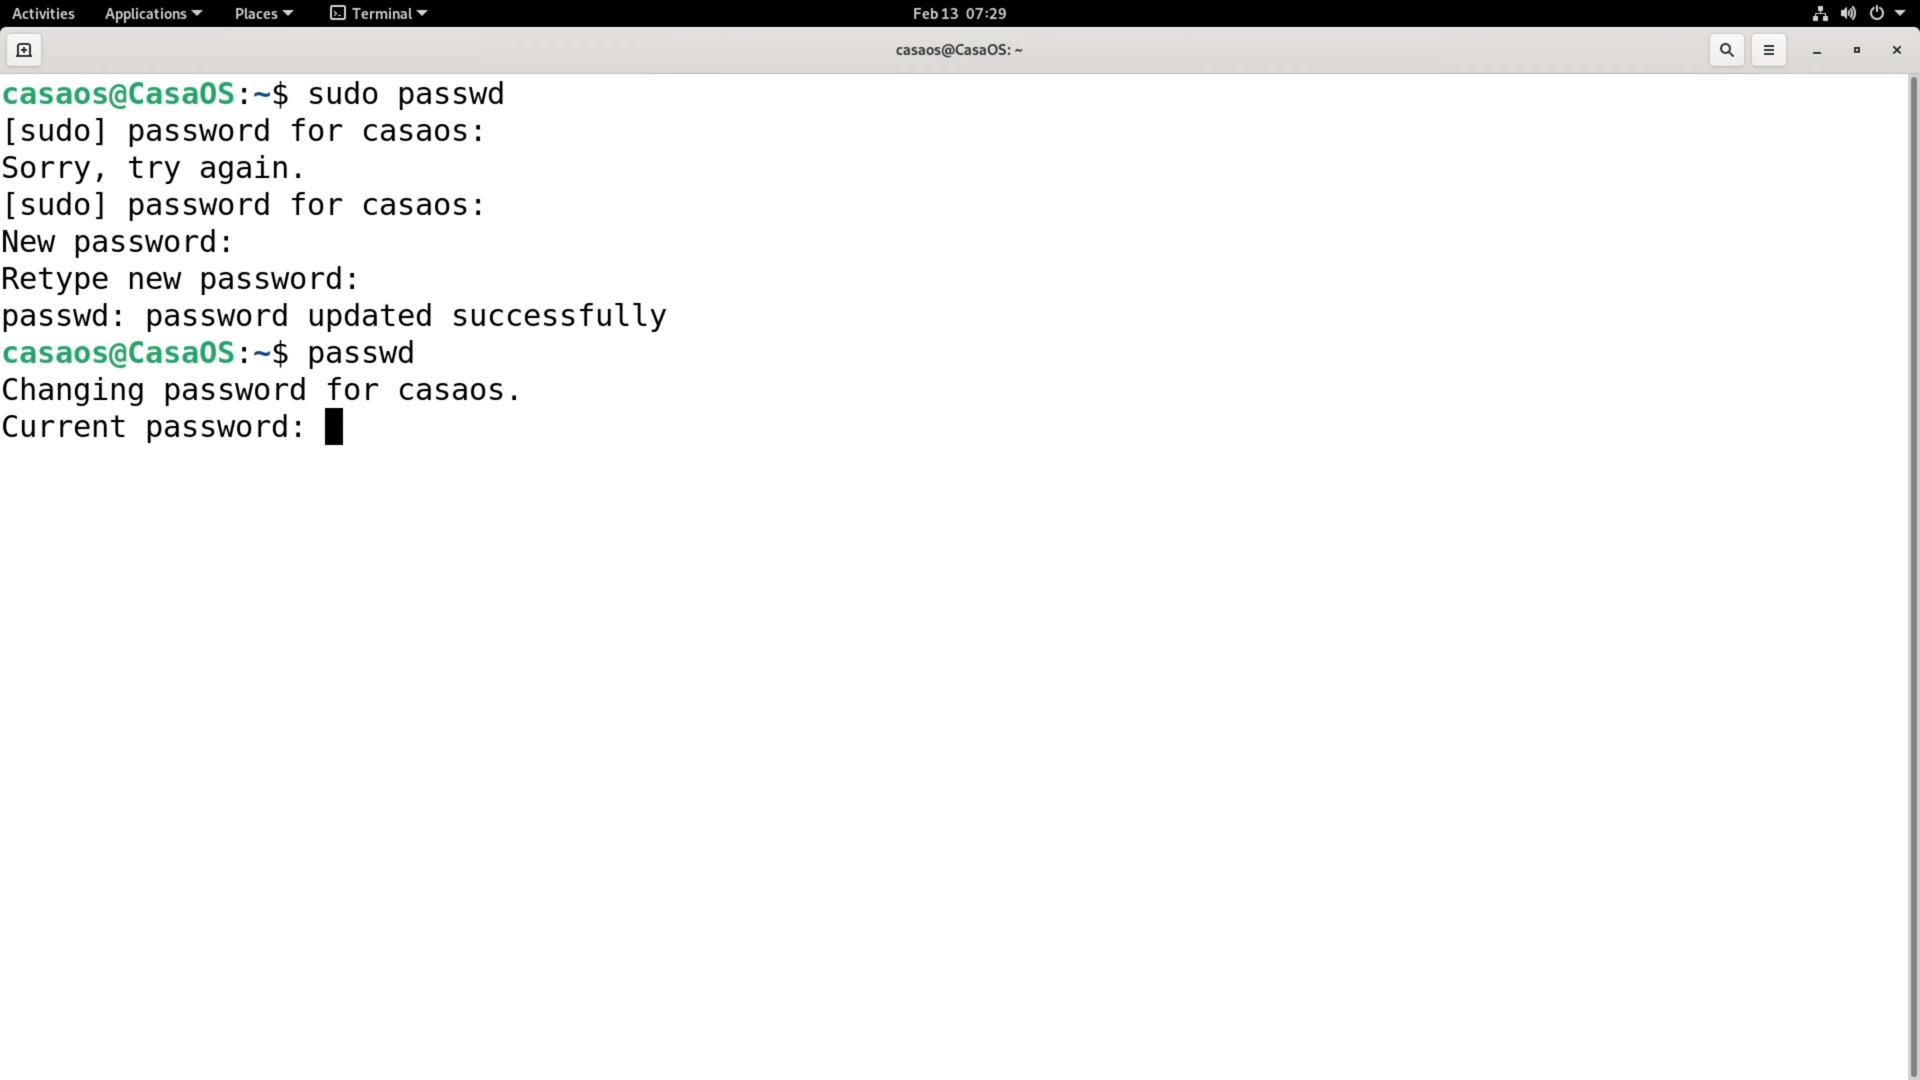 Activities Applications Places Terminal Feb 13 07:29
casaos@CasaOS: ~
casaos@CasaOS:~$ sudo passwd
[sudo] password for casaos:
Sorry, try again.
[sudo] password for casaos:
New password:
Retype new password:
passwd: password updated successfully
casaos@CasaOS:~$ passwd
Changing password for casaos.
Current password: